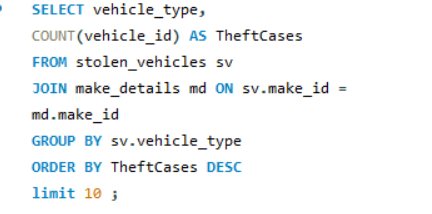 SELECT vehicle_type,
COUNT(vehicle_id) AS TheftCases
FROM stolen_vehicles sv
JOIN make_details md ON sv.make_id =
md.make_id
GROUP BY sv.vehicle_type
ORDER BY TheftCases DESC
limit 10 ;